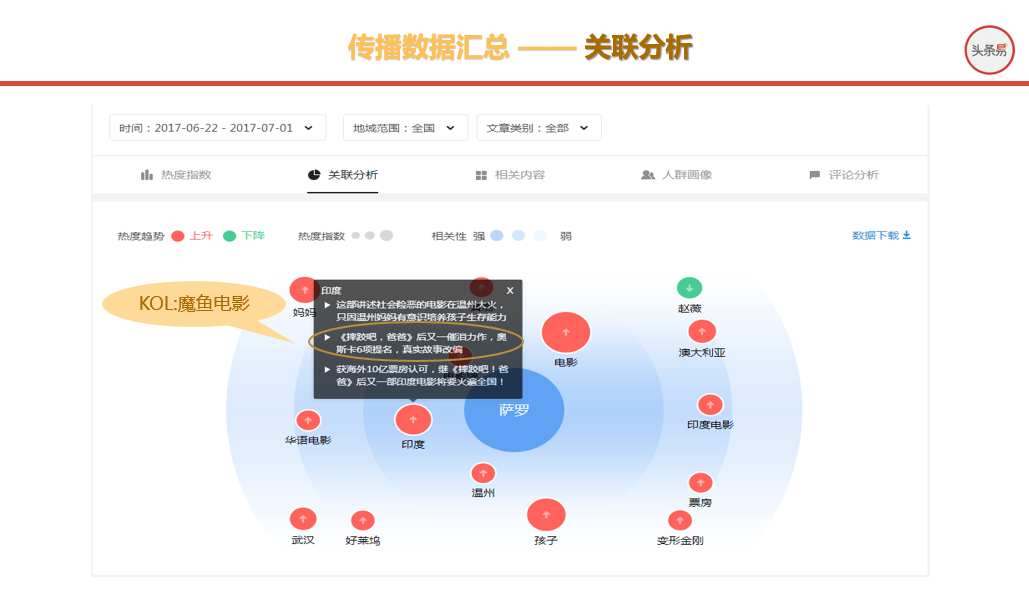 传播数据汇总 —— 关联分析
头条易
时间：2017-06-22 - 2017-07-01
地域范围：全国
文章类别：全部
热度指数
关联分析
相关内容
人群画像
评论分析
热度趋势 上升 下降
热度指数
相关性 强 弱
数据下载
KOL:魔鱼电影
妈妈
印度 x
这部讲述社会险恶的电影在温州大火，
只因温州妈妈有意识培养孩子生存能力
《摔跤吧，爸爸》后又一催泪力作，奥
斯卡6项提名，真实故事改编
获海外10亿票房认可，继《摔跤吧！爸
爸》后又一部印度电影将要火遍全国！
电影
赵薇
澳大利亚
萨罗
华语电影
印度
印度电影
温州
票房
武汉
好莱坞
孩子
变形金刚